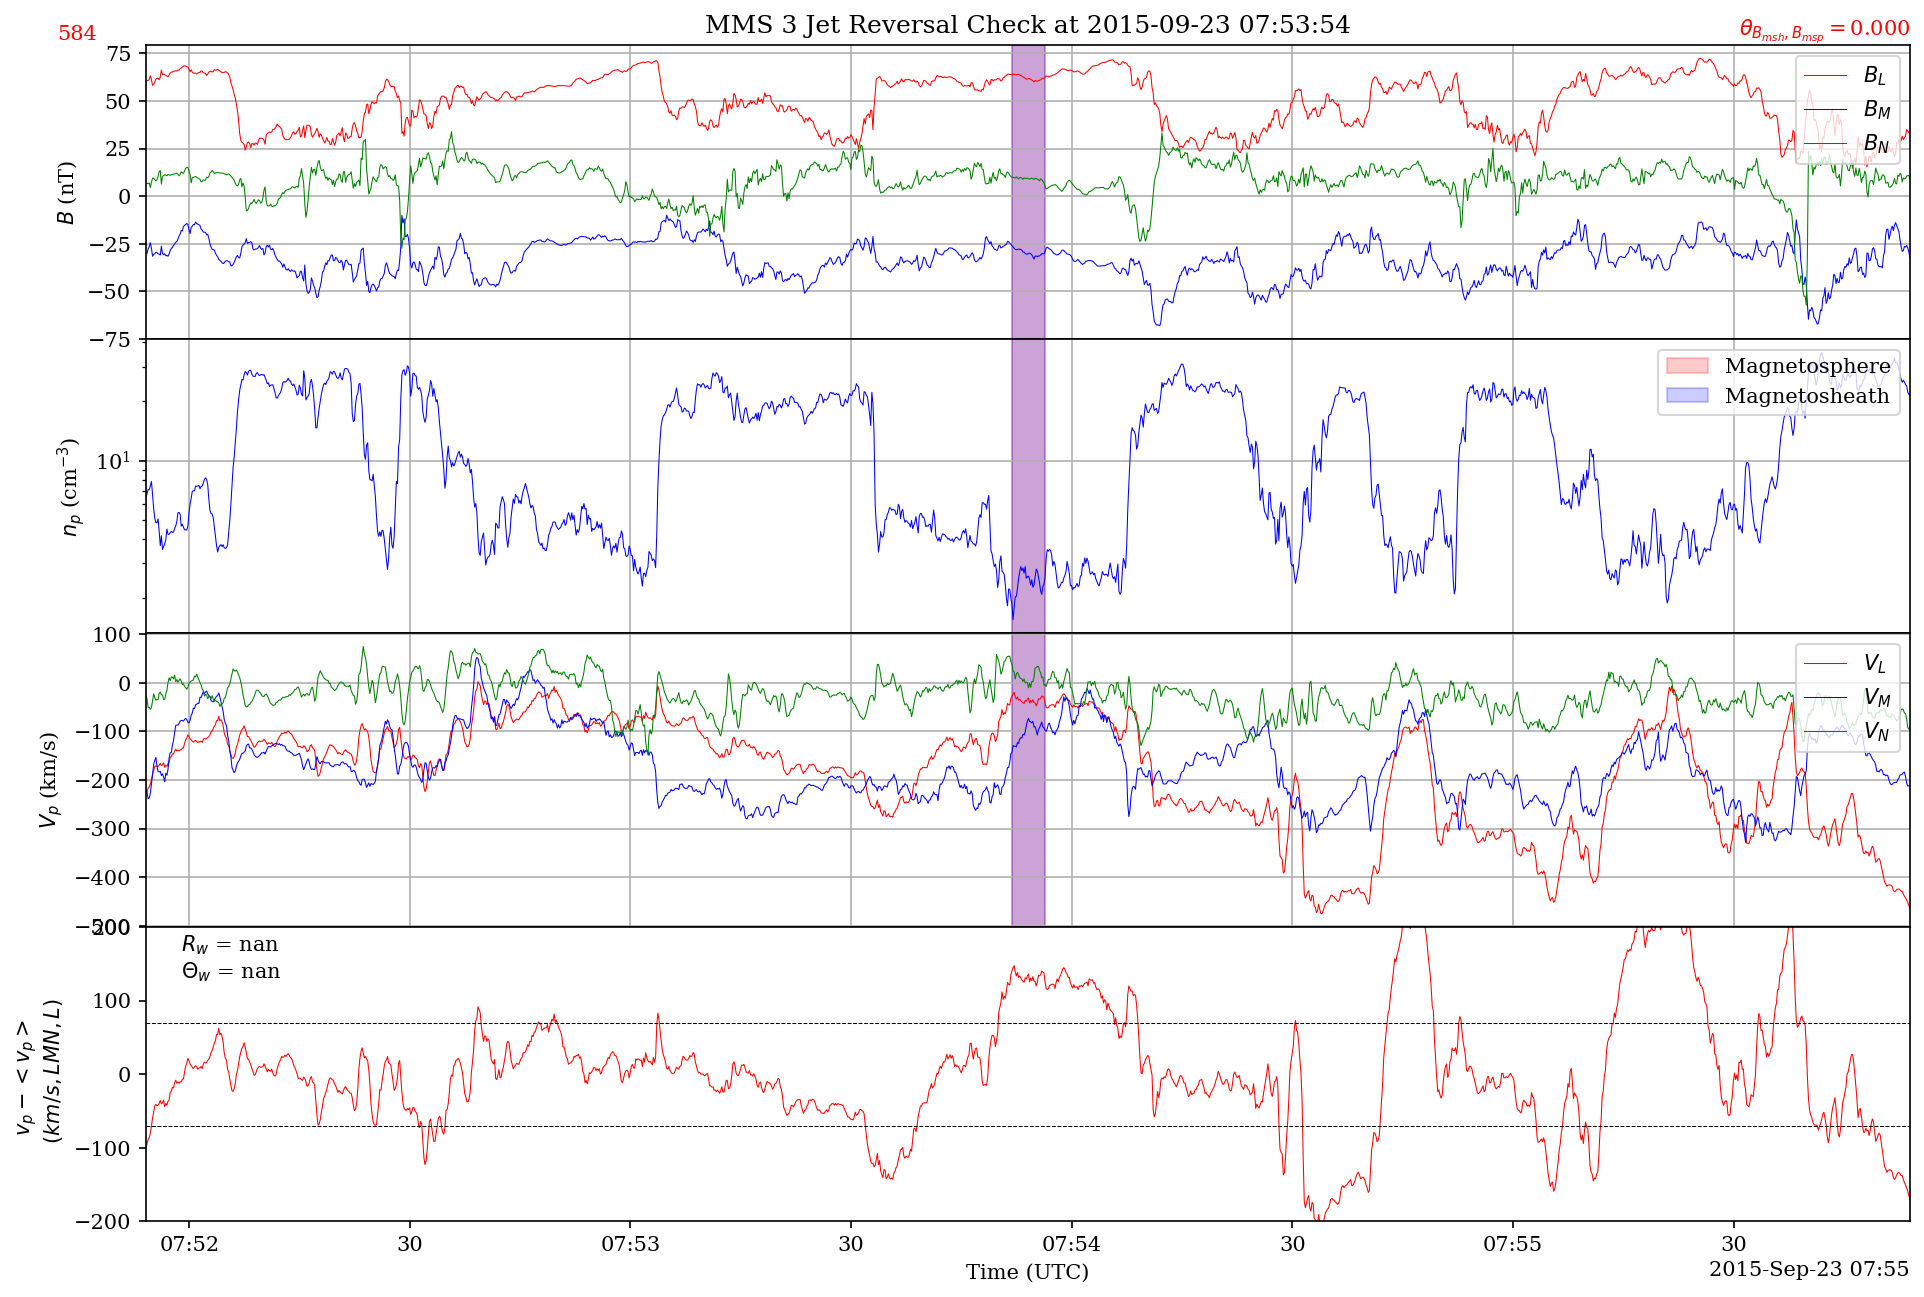 MMS 3 Jet Reversal Check at 2015-09-23 07:53:54
584
θ_{B_{msh}, B_{msp}} = 0.000
75
50
25
0
−25
−50
−75
B (nT)
B_L
B_M
B_N
10^1
n_p (cm^{−3})
Magnetosphere
Magnetosheath
100
0
−100
−200
−300
−400
−500
V_p (km/s)
V_L
V_M
V_N
200
100
0
−100
−200
v_p − < v_p >
(km/s, LMN, L)
R_w = nan
Θ_w = nan
07:52
30
07:53
30
07:54
30
07:55
30
Time (UTC)
2015-Sep-23 07:55